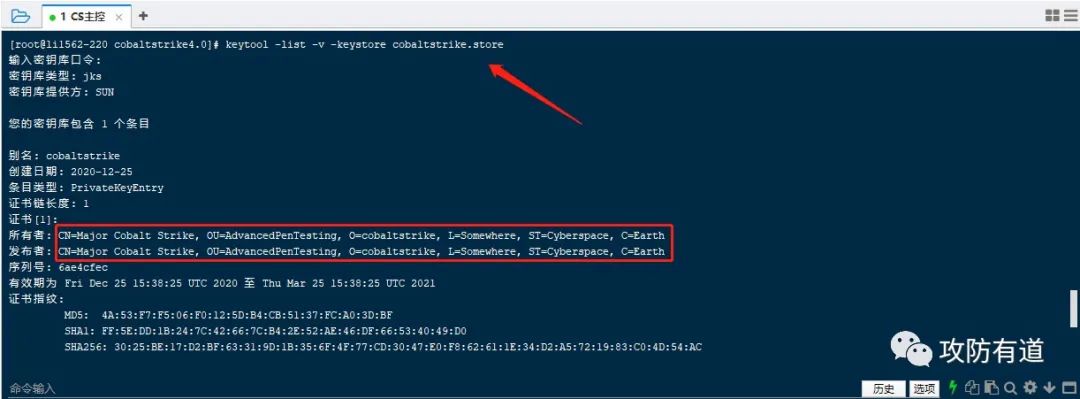 1 CS主控
[root@li1562-220 cobaltstrike4.0]# keytool -list -v -keystore cobaltstrike.store
输入密钥库口令:
密钥库类型: jks
密钥库提供方: SUN
您的密钥库包含 1 个条目
别名: cobaltstrike
创建日期: 2020-12-25
条目类型: PrivateKeyEntry
证书链长度: 1
证书[1]:
所有者: CN=Major Cobalt Strike, OU=AdvancedPenTesting, O=cobaltstrike, L=Somewhere, ST=Cyberspace, C=Earth
发布者: CN=Major Cobalt Strike, OU=AdvancedPenTesting, O=cobaltstrike, L=Somewhere, ST=Cyberspace, C=Earth
序列号: 6ae4cfec
有效期为 Fri Dec 25 15:38:25 UTC 2020 至 Thu Mar 25 15:38:25 UTC 2021
证书指纹:
MD5: 4A:53:F7:F5:06:F0:12:5D:B4:CB:51:37:FC:A0:3D:BF
SHA1: FF:5E:DD:1B:24:7C:42:66:7C:B4:2E:52:AE:46:DF:66:53:40:49:D0
SHA256: 30:25:BE:17:D2:BF:63:31:9D:1B:35:6F:4F:77:CD:30:47:E0:F8:62:61:1E:34:D2:A5:72:19:83:C0:4D:54:AC
攻防有道
命令输入
历史
选项